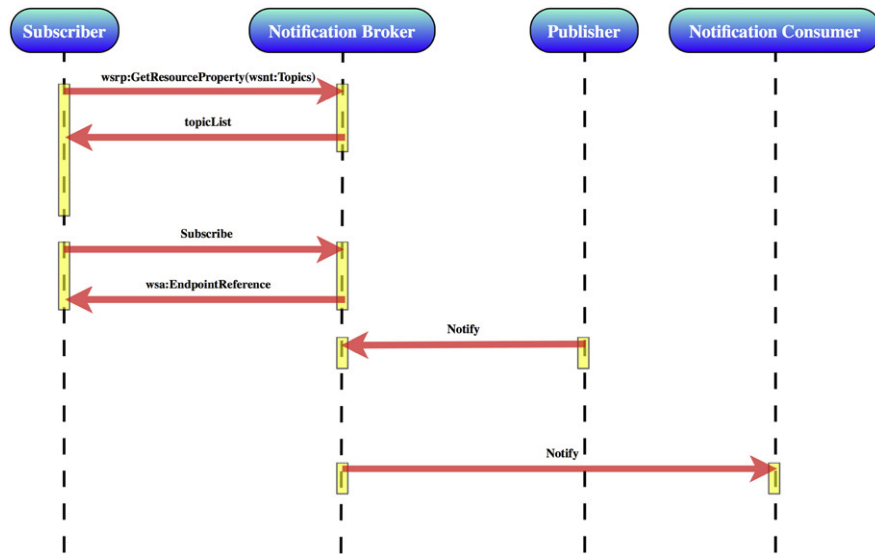 Subscriber
Notification Broker
Publisher
Notification Consumer
wsrp:GetResourceProperty(wsnt:Topics)
topicList
Subscribe
wsa:EndpointReference
Notify
Notify